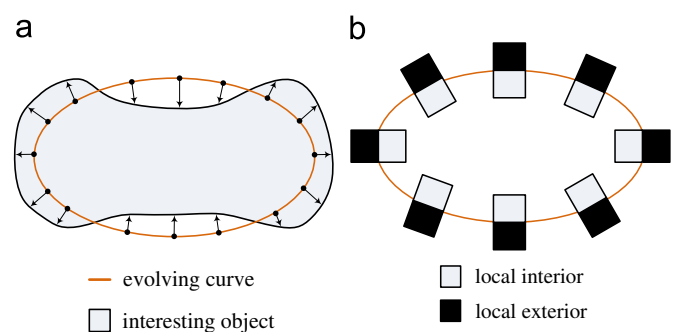 a
b
evolving curve
interesting object
local interior
local exterior